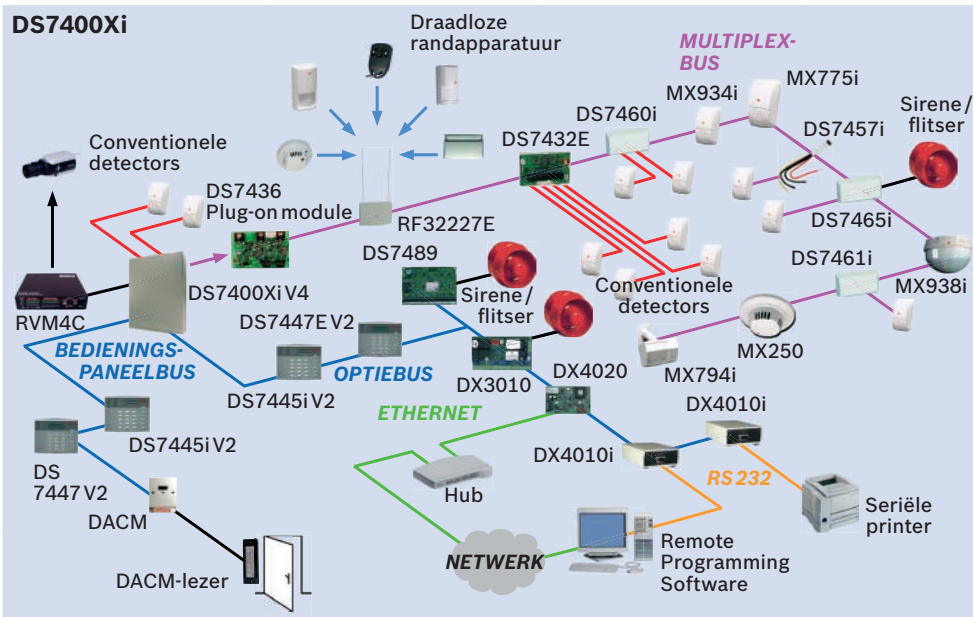 DS7400Xi
Draadloze
randapparatuur
MULTIPLEX-
BUS
MX775i
MX934i
DS7460i
Sirene/
flitser
DS7432E
DS7457i
Conventionele
detectors
DS7436
Plug-on module
RF32227E
DS7465i
DS7489
DS7461i
MX938i
RVM4C
DS7400Xi V4
Sirene/
flitser
Conventionele
detectors
DS7447E V2
MX250
BEDIENINGS-
PANEELBUS
OPTIEBUS
MX794i
DS7445i V2
DX3010
DX4020
ETHERNET
DX4010i
DS7445i V2
DX4010i
DS
7447 V2
RS 232
Hub
DACM
Seriële
printer
NETWERK
Remote
Programming
Software
DACM-lezer